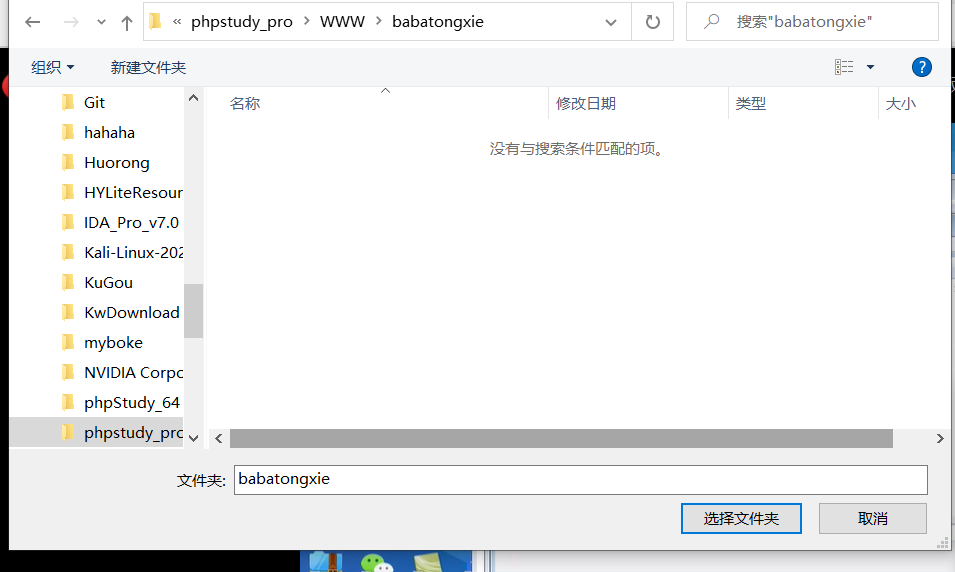 « phpstudy_pro > WWW > babatongxie
搜索"babatongxie"
组织 新建文件夹
名称 修改日期 类型 大小
没有与搜索条件匹配的项。
Git
hahaha
Huorong
HYLiteResour
IDA_Pro_v7.0
Kali-Linux-202
KuGou
KwDownload
myboke
NVIDIA Corpo
phpStudy_64
phpstudy_pro
文件夹: babatongxie
选择文件夹 取消